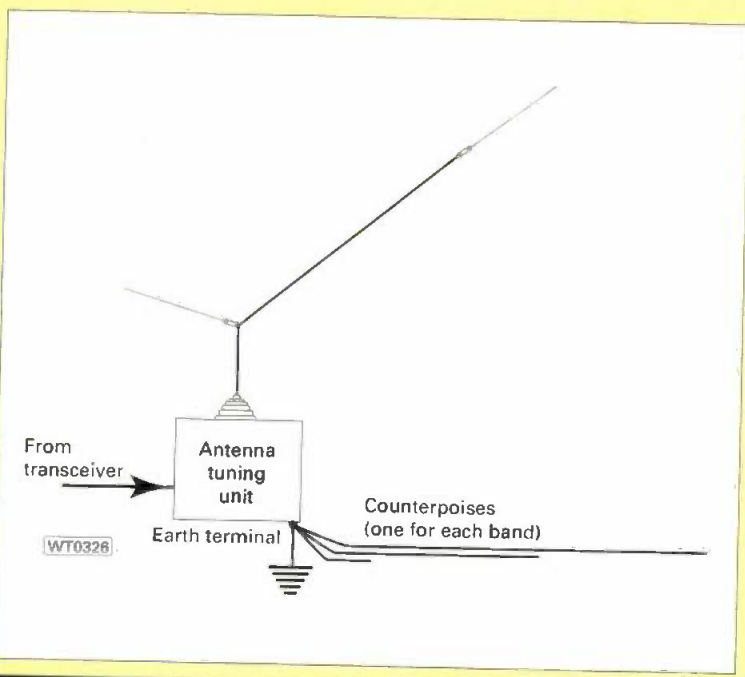 From
transceiver
Antenna
tuning
unit
Counterpoises
(one for each band)
Earth terminal
WT0326